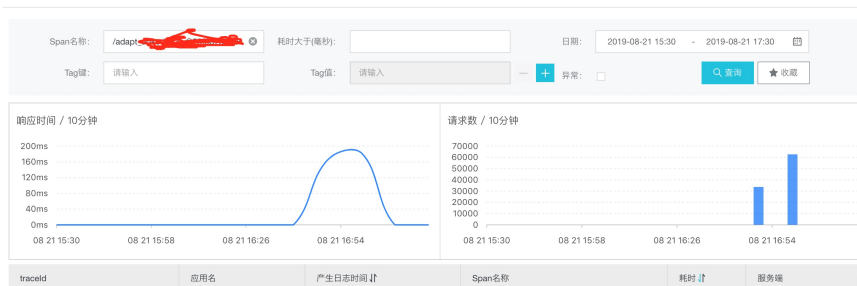 Span名称: /adapt 耗时大于(毫秒): 日期: 2019-08-21 15:30 - 2019-08-21 17:30
Tag键: 请输入 Tag值: 请输入 异常: 查询 收藏
响应时间 / 10分钟
200ms
160ms
120ms
80ms
40ms
0ms
08 21 15:30 08 21 15:58 08 21 16:26 08 21 16:54
请求数 / 10分钟
70000
60000
50000
40000
30000
20000
10000
0
08 21 15:30 08 21 15:58 08 21 16:26 08 21 16:54
traceId 应用名 产生日志时间 Span名称 耗时 服务端